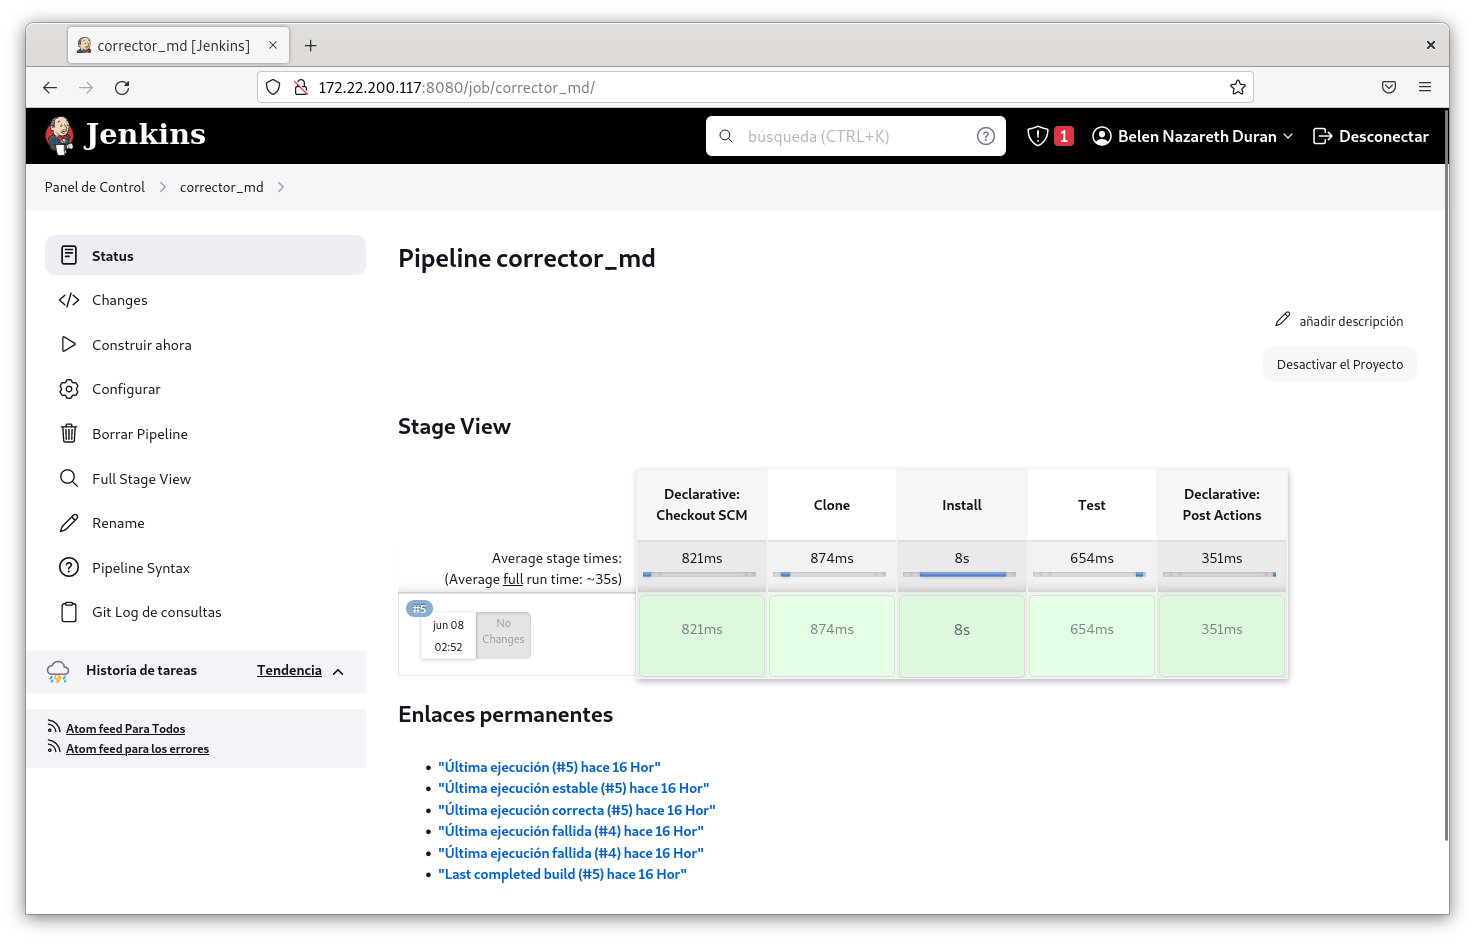 corrector_md [Jenkins]
172.22.200.117:8080/job/corrector_md/
Jenkins
búsqueda (CTRL+K)
1
Belen Nazareth Duran
Desconectar
Panel de Control
corrector_md
Status
Changes
Construir ahora
Configurar
Borrar Pipeline
Full Stage View
Rename
Pipeline Syntax
Git Log de consultas
Historia de tareas
Tendencia
Atom feed Para Todos
Atom feed para los errores
Pipeline corrector_md
añadir descripción
Desactivar el Proyecto
Stage View
Declarative:
Checkout SCM
Clone
Install
Test
Declarative:
Post Actions
Average stage times:
(Average full run time: ~35s)
821ms
874ms
8s
654ms
351ms
#5
jun 08
02:52
No
Changes
821ms
874ms
8s
654ms
351ms
Enlaces permanentes
"Última ejecución (#5) hace 16 Hor"
"Última ejecución estable (#5) hace 16 Hor"
"Última ejecución correcta (#5) hace 16 Hor"
"Última ejecución fallida (#4) hace 16 Hor"
"Última ejecución fallida (#4) hace 16 Hor"
"Last completed build (#5) hace 16 Hor"